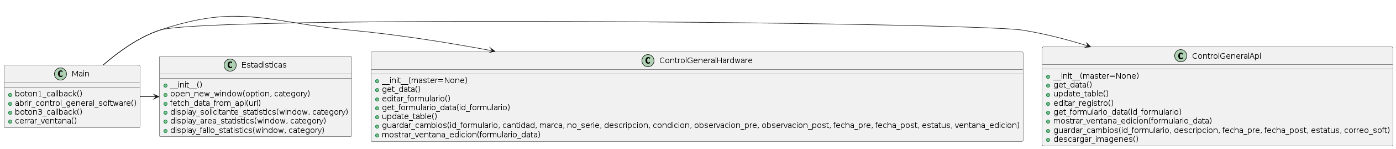 C Main
boton1_callback()
abrir_control_general_software()
boton3_callback()
cerrar_ventana()
C Estadisticas
__init__()
open_new_window(option, category)
fetch_data_from_api(url)
display_solicitante_statistics(window, category)
display_area_statistics(window, category)
display_fallo_statistics(window, category)
C ControlGeneralHardware
__init__(master=None)
get_data()
editar_formulario()
get_formulario_data(id_formulario)
update_table()
guardar_cambios(id_formulario, cantidad, marca, no_serie, descripcion, condicion, observacion_pre, observacion_post, fecha_pre, fecha_post, estatus, ventana_edicion)
mostrar_ventana_edicion(formulario_data)
C ControlGeneralApi
__init__(master=None)
get_data()
update_table()
editar_registro()
get_formulario_data(id_formulario)
mostrar_ventana_edicion(formulario_data)
guardar_cambios(id_formulario, descripcion, fecha_pre, fecha_post, estatus, correo_soft)
descargar_imagenes()